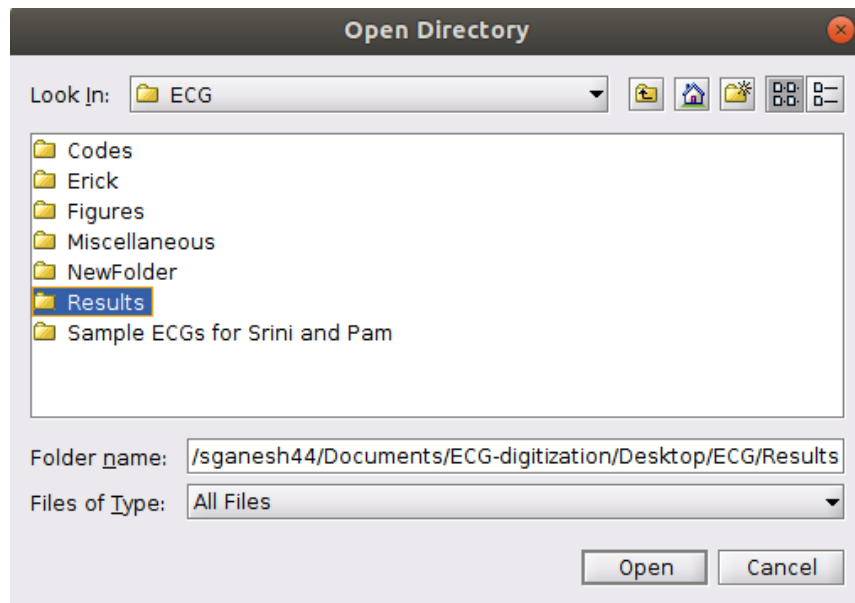 Open Directory
Look In: ECG
Codes
Erick
Figures
Miscellaneous
NewFolder
Results
Sample ECGs for Srini and Pam
Folder name: /sganesh44/Documents/ECG-digitization/Desktop/ECG/Results
Files of Type: All Files
Open Cancel